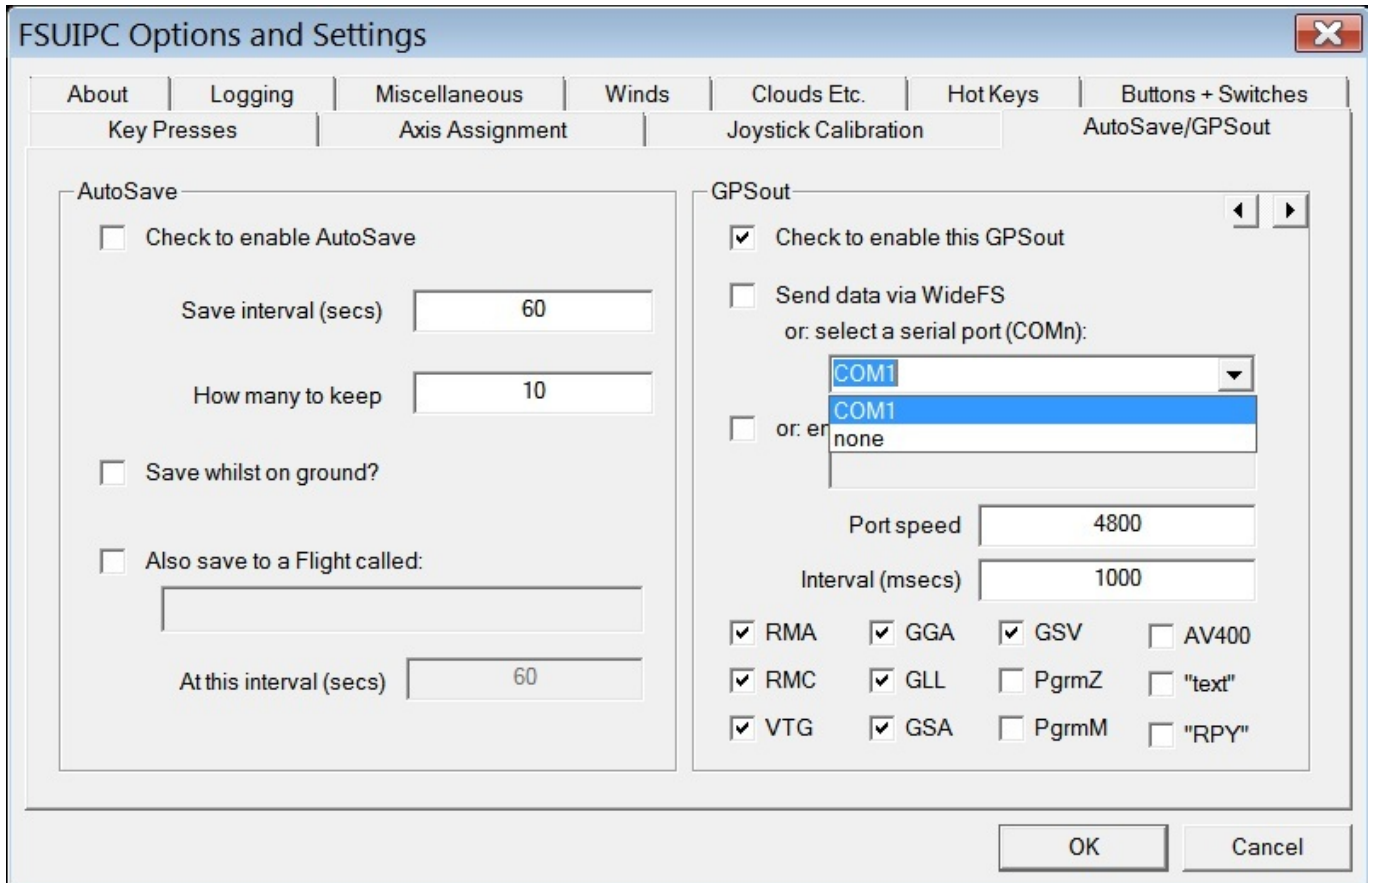 FSUIPC Options and Settings
About Logging Miscellaneous Winds Clouds Etc. Hot Keys Buttons + Switches
Key Presses Axis Assignment Joystick Calibration AutoSave/GPSout
AutoSave
Check to enable AutoSave
Save interval (secs) 60
How many to keep 10
Save whilst on ground?
Also save to a Flight called:
At this interval (secs) 60
GPSout
Check to enable this GPSout
Send data via WideFS
or: select a serial port (COMn):
COM1
COM1
none
or:
Port speed 4800
Interval (msecs) 1000
RMA GGA GSV AV400
RMC GLL PgrmZ "text"
VTG GSA PgrmM "RPY"
OK Cancel